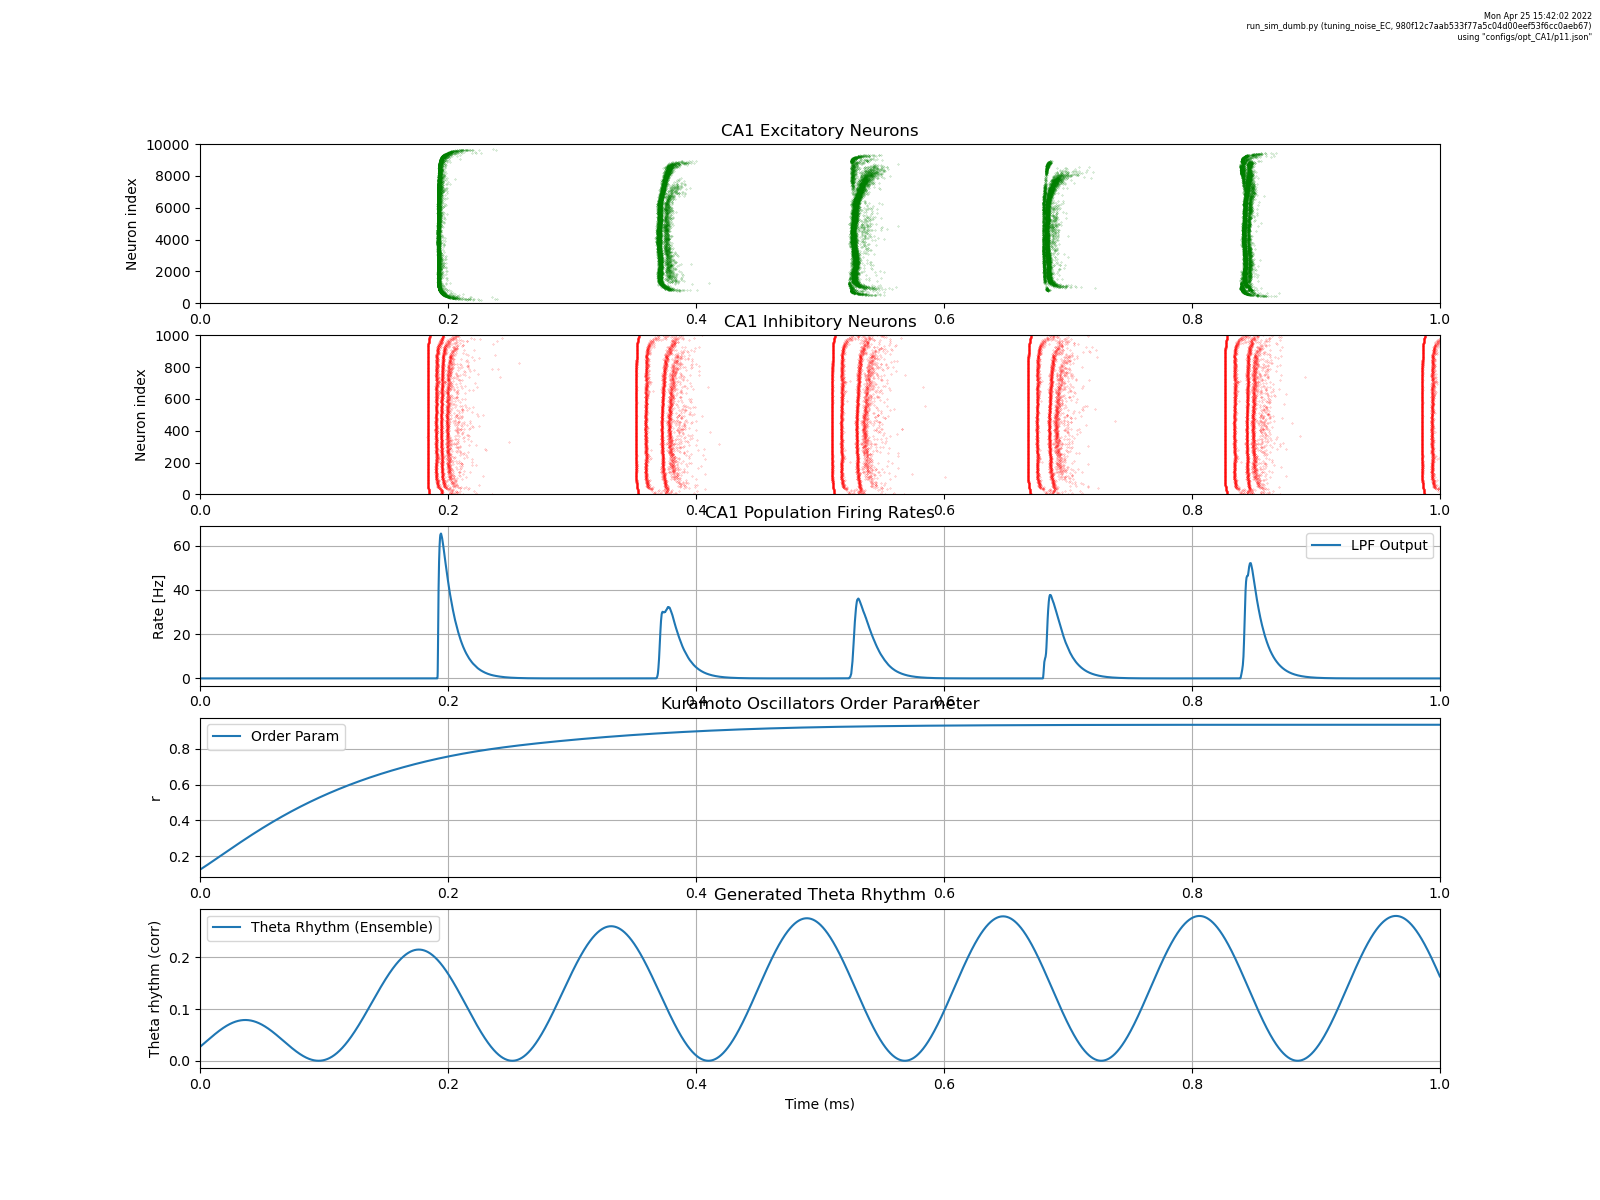 Mon Apr 25 15:42:02 2022
run_sim_dumb.py (tuning_noise_EC, 980f12c7aab533f77a5c04d00eef53f6cc0aeb67)
using "configs/opt_CA1/p11.json"
CA1 Excitatory Neurons
Neuron index
10000
8000
6000
4000
2000
0
0.0 0.2 0.4 0.6 0.8 1.0
CA1 Inhibitory Neurons
Neuron index
1000
800
600
400
200
0
0.0 0.2 0.4 0.6 0.8 1.0
CA1 Population Firing Rates
Rate [Hz]
60
40
20
0
LPF Output
0.0 0.2 0.4 0.6 0.8 1.0
Kuramoto Oscillators Order Parameter
r
0.8
0.6
0.4
0.2
Order Param
0.0 0.2 0.4 0.6 0.8 1.0
Generated Theta Rhythm
Theta rhythm (corr)
0.2
0.1
0.0
Theta Rhythm (Ensemble)
0.0 0.2 0.4 0.6 0.8 1.0
Time (ms)